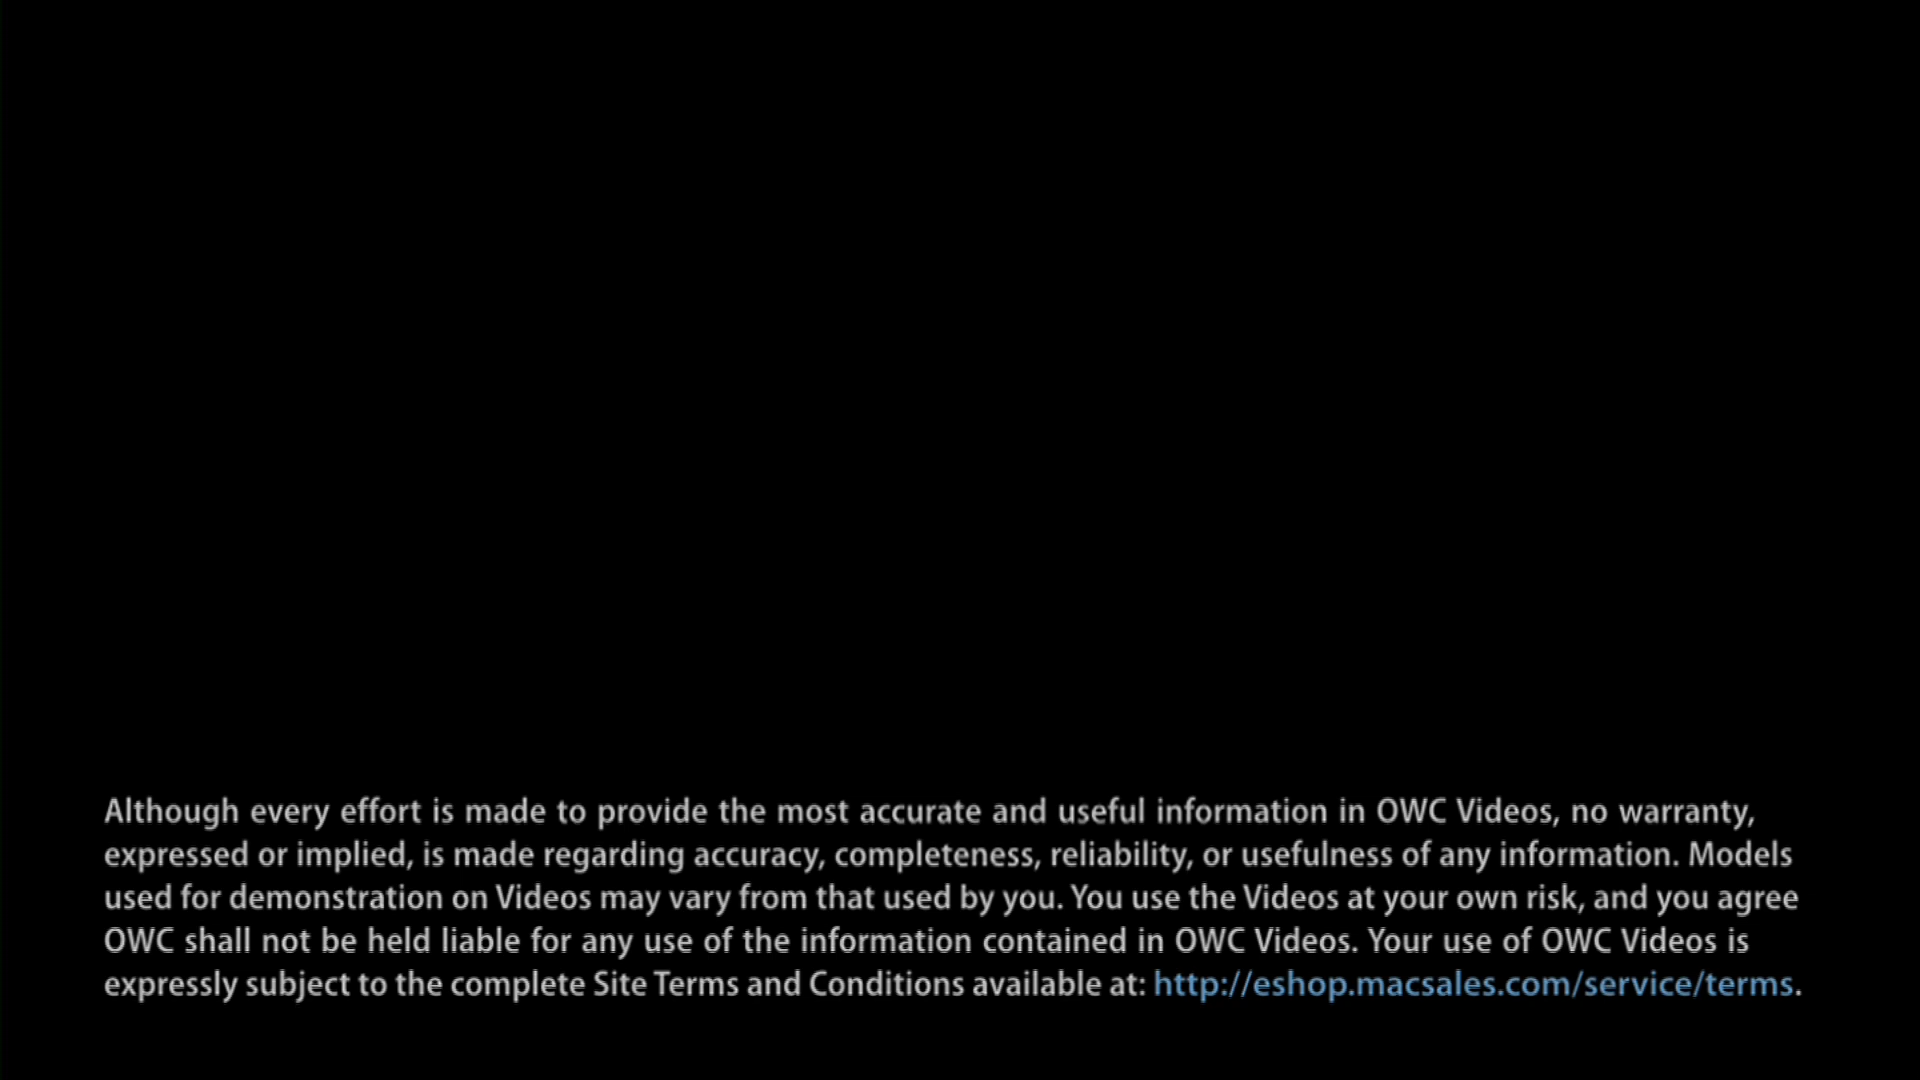 Although every effort is made to provide the most accurate and useful information in OWC Videos, no warranty,
expressed or implied, is made regarding accuracy, completeness, reliability, or usefulness of any information. Models
used for demonstration on Videos may vary from that used by you. You use the Videos at your own risk, and you agree
OWC shall not be held liable for any use of the information contained in OWC Videos. Your use of OWC Videos is
expressly subject to the complete Site Terms and Conditions available at: http://eshop.macsales.com/service/terms.